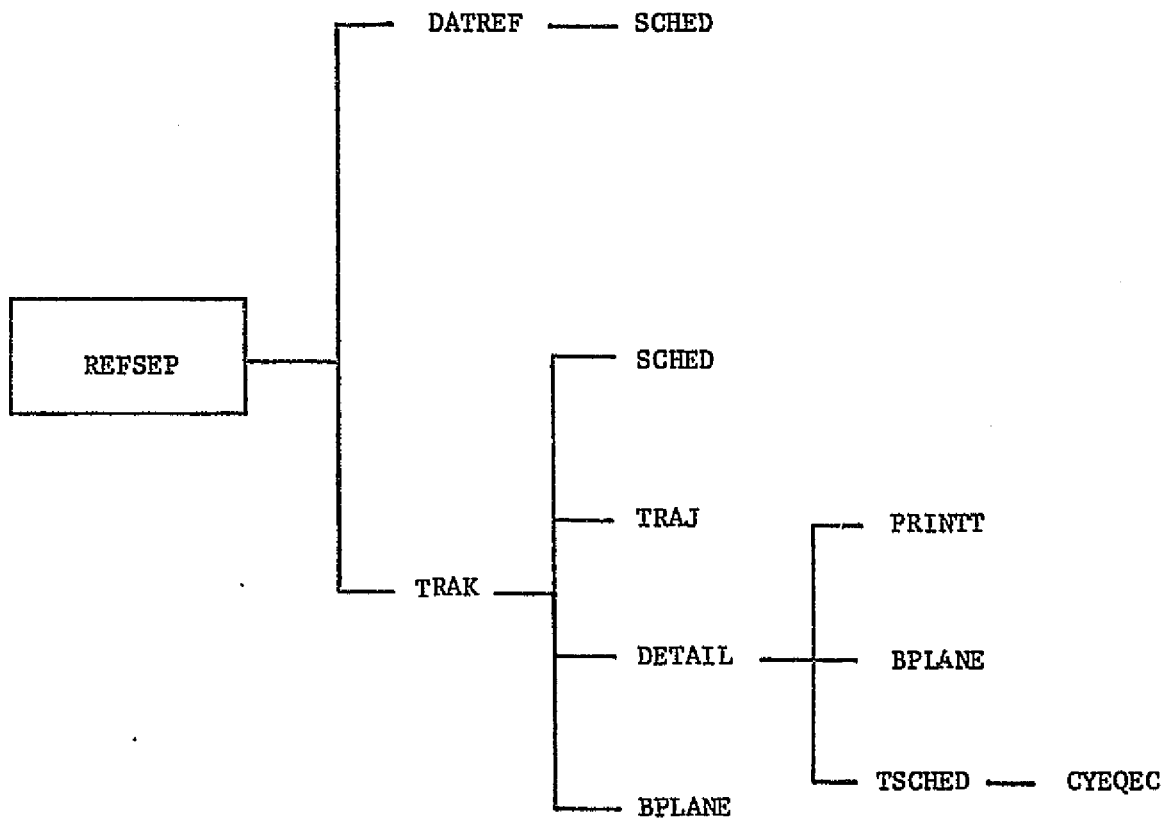 DATREF SCHED
REFSEP
SCHED
TRAJ
PRINTT
TRAK
DETAIL
BPLANE
TSCHED
CYEQEC
BPLANE